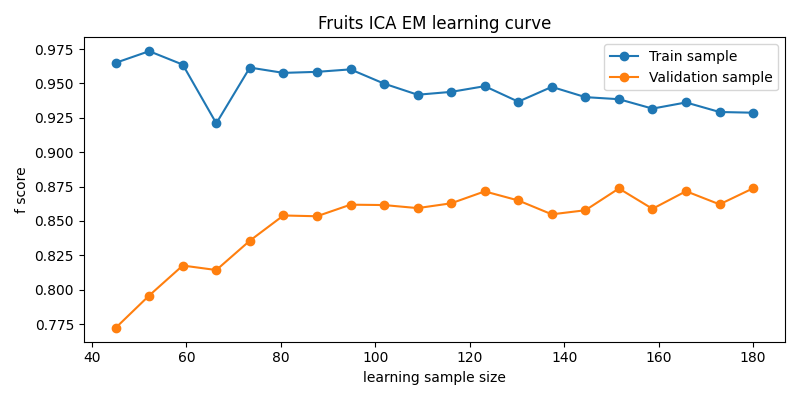 Fruits ICA EM learning curve
Train sample
Validation sample
f score
0.975
0.950
0.925
0.900
0.875
0.850
0.825
0.800
0.775
40 60 80 100 120 140 160 180
learning sample size